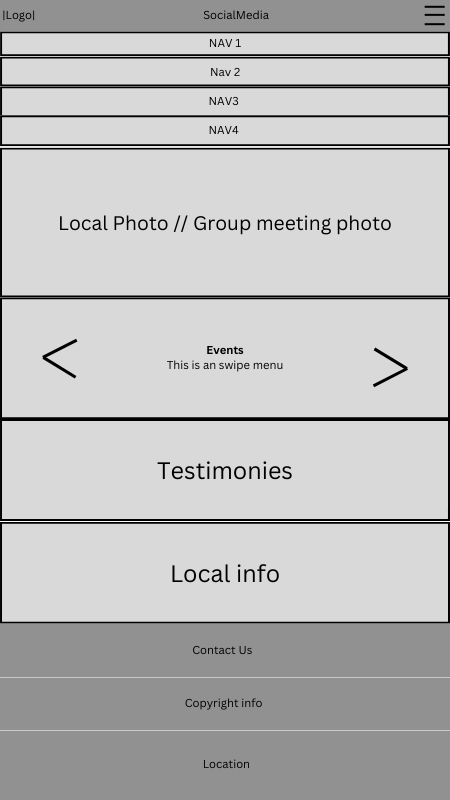 |Logo|
SocialMedia
NAV 1
Nav 2
NAV3
NAV4
Local Photo // Group meeting photo
Events
This is an swipe menu
Testimonies
Local info
Contact Us
Copyright info
Location